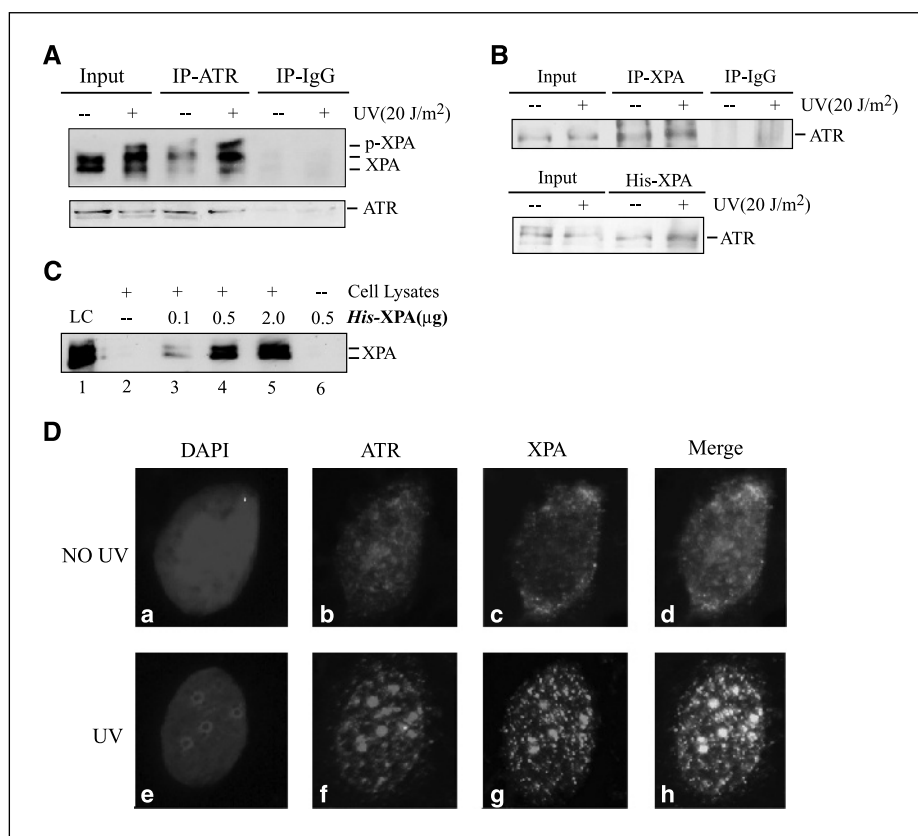 A
Input IP-ATR IP-IgG
-- + -- + -- + UV(20 J/m²)
p-XPA
XPA
ATR
B
Input IP-XPA IP-IgG
-- + -- + -- + UV(20 J/m²)
ATR
Input His-XPA
-- + -- + UV(20 J/m²)
ATR
C
+ + + + -- Cell Lysates
LC -- 0.1 0.5 2.0 0.5 His-XPA(µg)
XPA
1 2 3 4 5 6
D
DAPI ATR XPA Merge
NO UV
a b c d
UV
e f g h